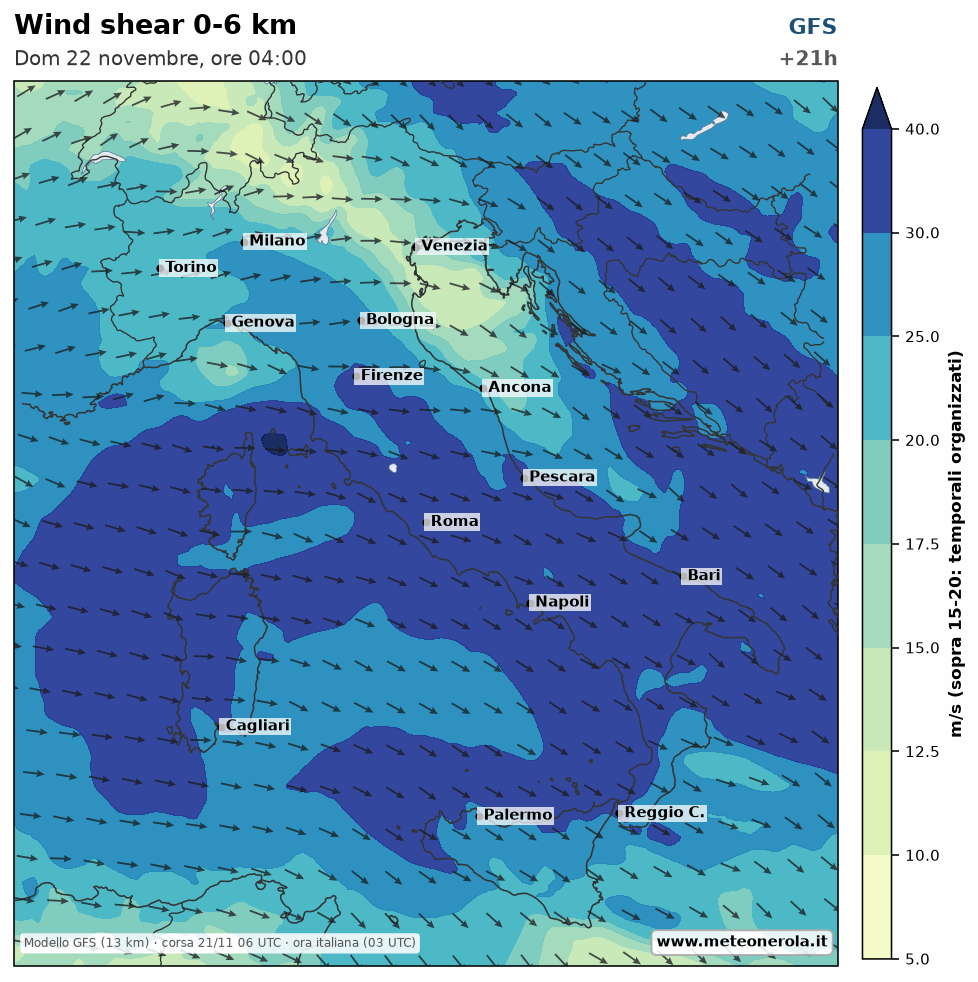 Wind shear 0-6 km
GFS
Dom 22 novembre, ore 04:00
+21h
40.0
30.0
25.0
20.0
17.5
15.0
12.5
10.0
5.0
m/s (sopra 15-20: temporali organizzati)
Milano
Venezia
Torino
Genova
Bologna
Firenze
Ancona
Pescara
Roma
Bari
Napoli
Cagliari
Palermo
Reggio C.
Modello GFS (13 km) · corsa 21/11 06 UTC · ora italiana (03 UTC)
www.meteonerola.it